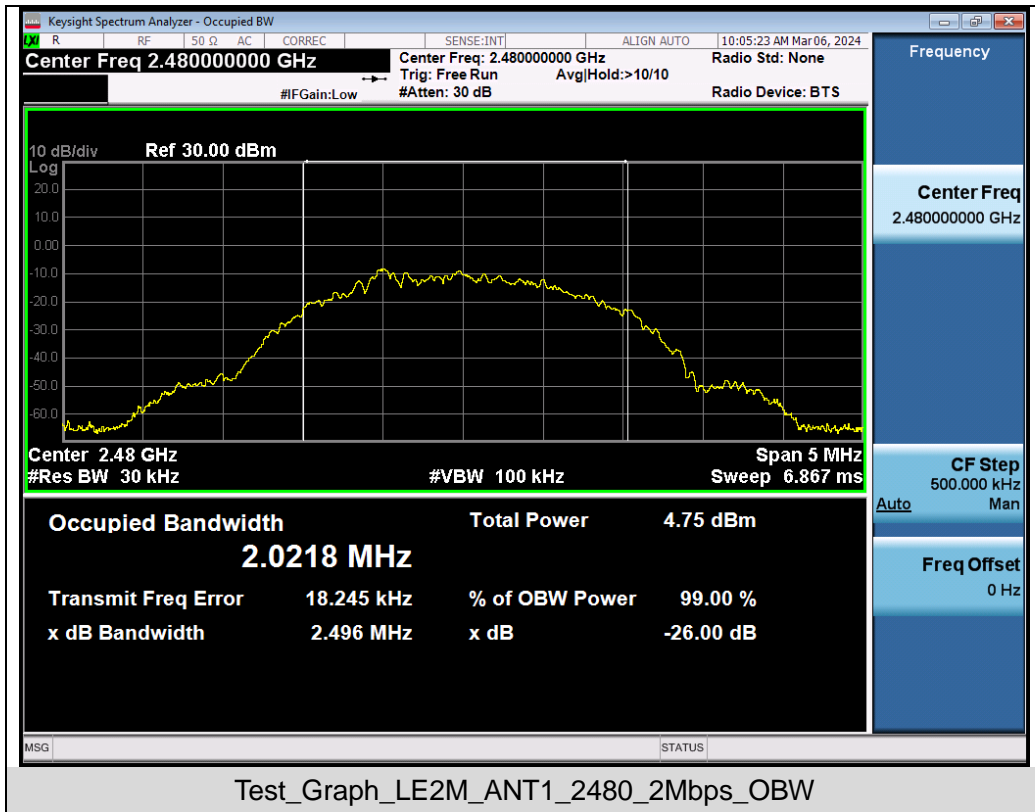 Keysight Spectrum Analyzer - Occupied BW
LXI R RF 50 Ω AC CORREC SENSE:INT ALIGN AUTO 10:05:23 AM Mar 06, 2024
Center Freq 2.480000000 GHz
Center Freq: 2.480000000 GHz
Radio Std: None
Trig: Free Run Avg|Hold:>10/10
#IFGain:Low
#Atten: 30 dB
Radio Device: BTS
10 dB/div Ref 30.00 dBm
Log
20.0
10.0
0.00
-10.0
-20.0
-30.0
-40.0
-50.0
-60.0
Center 2.48 GHz Span 5 MHz
#Res BW 30 kHz #VBW 100 kHz Sweep 6.867 ms
Occupied Bandwidth Total Power 4.75 dBm
2.0218 MHz
Transmit Freq Error 18.245 kHz % of OBW Power 99.00 %
x dB Bandwidth 2.496 MHz x dB -26.00 dB
Frequency
Center Freq
2.480000000 GHz
CF Step
500.000 kHz
Auto Man
Freq Offset
0 Hz
MSG STATUS
Test_Graph_LE2M_ANT1_2480_2Mbps_OBW